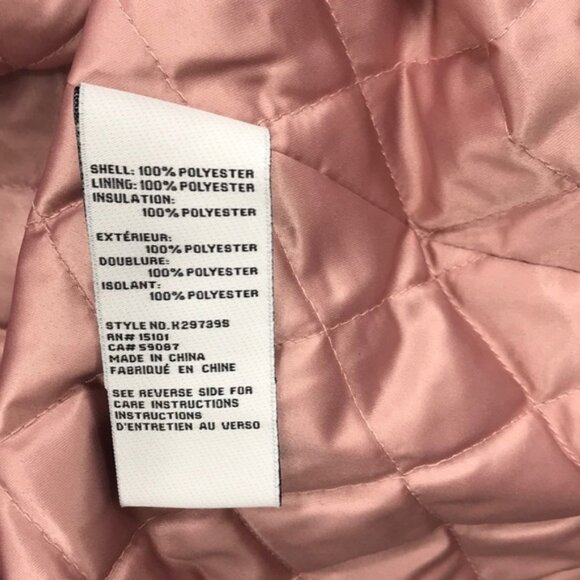 SHELL: 100% POLYESTER
LINING: 100% POLYESTER
INSULATION:
100% POLYESTER
EXTÉRIEUR:
100% POLYESTER
DOUBLURE:
100% POLYESTER
ISOLANT:
100% POLYESTER
STYLE NO. K29739S
RN# 15101
CA# 59087
MADE IN CHINA
FABRIQUÉ EN CHINE
SEE REVERSE SIDE FOR
CARE INSTRUCTIONS
INSTRUCTIONS
D'ENTRETIEN AU VERSO